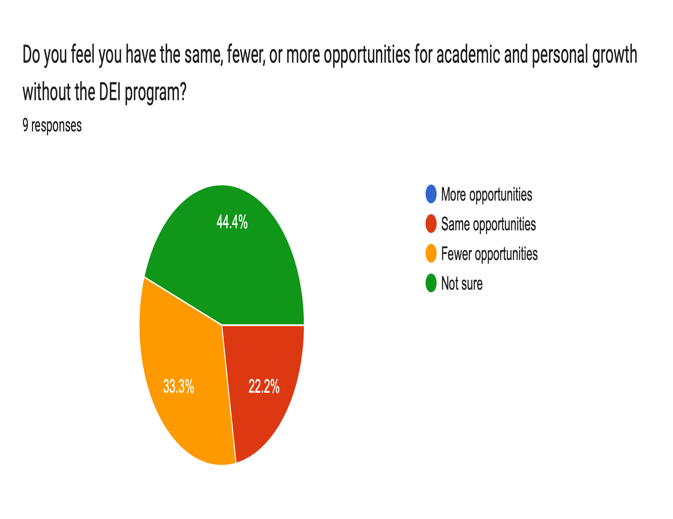 Do you feel you have the same, fewer, or more opportunities for academic and personal growth
without the DEI program?
9 responses
More opportunities
Same opportunities
Fewer opportunities
Not sure
44.4%
33.3%
22.2%